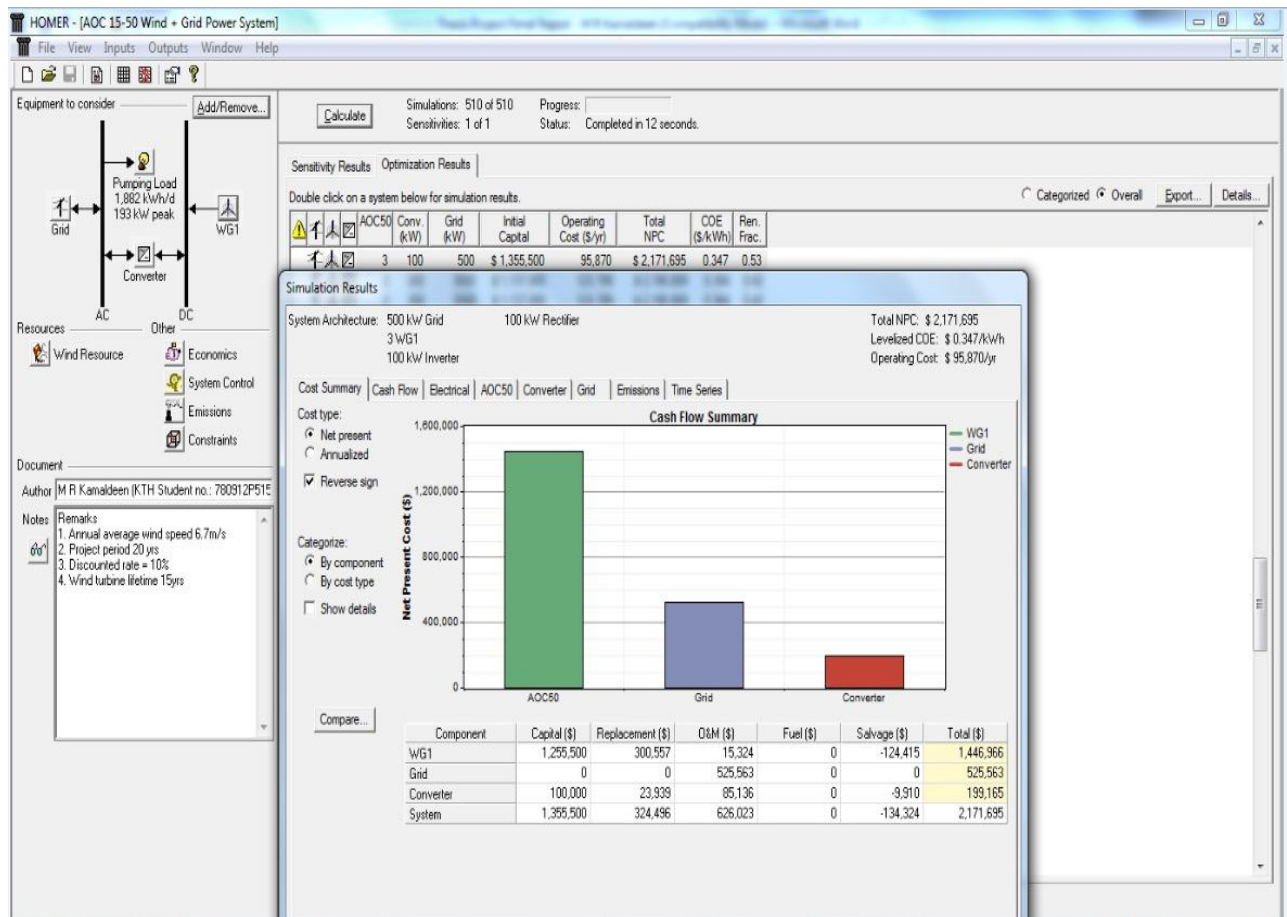 HOMER - [AOC 15-50 Wind + Grid Power System]
File View Inputs Outputs Window Help
Equipment to consider Add/Remove...
Pumping Load
1,882 kWh/d
193 kW peak
Grid
WG1
Converter
AC DC
Resources Other
Wind Resource Economics
System Control
Emissions
Constraints
Document
Author M R Kamaldeen (KTH Student no.: 780912P515
Notes Remarks
1. Annual average wind speed 6.7m/s
2. Project period 20 yrs
3. Discounted rate = 10%
4. Wind turbine lifetime 15yrs
Calculate Simulations: 510 of 510 Progress:
Sensitivities: 1 of 1 Status: Completed in 12 seconds.
Sensitivity Results Optimization Results
Double click on a system below for simulation results. Categorized Overall Export... Details...
AOC50 Conv. (kW) Grid (kW) Initial Capital Operating Cost ($/yr) Total NPC COE ($/kWh) Ren. Frac.
3 100 500 $ 1,355,500 95,870 $ 2,171,695 0.347 0.53
Simulation Results
System Architecture: 500 kW Grid 100 kW Rectifier Total NPC: $ 2,171,695
3 WG1 Levelized COE: $ 0.347/kWh
100 kW Inverter Operating Cost: $ 95,870/yr
Cost Summary Cash Flow Electrical AOC50 Converter Grid Emissions Time Series
Cost type:
Net present
Annualized
Reverse sign
Categorize:
By component
By cost type
Show details
Compare...
Cash Flow Summary
Net Present Cost ($)
1,600,000
1,200,000
800,000
400,000
0
AOC50 Grid Converter
WG1
Grid
Converter
Component Capital ($) Replacement ($) O&M ($) Fuel ($) Salvage ($) Total ($)
WG1 1,255,500 300,557 15,324 0 -124,415 1,446,966
Grid 0 0 525,563 0 0 525,563
Converter 100,000 23,939 85,136 0 -9,910 199,165
System 1,355,500 324,496 626,023 0 -134,324 2,171,695